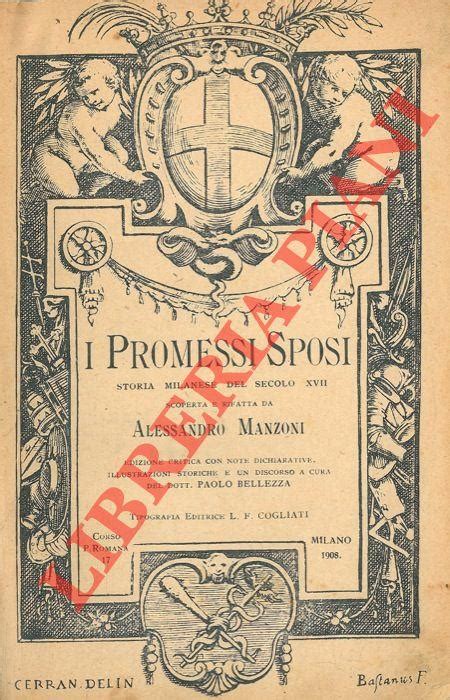 I PROMESSI SPOSI
STORIA MILANESE DEL SECOLO XVII
SCOPERTA E RIFATTA DA
ALESSANDRO MANZONI
EDIZIONE CRITICA CON NOTE DICHIARATIVE,
ILLUSTRAZIONI STORICHE E UN DISCORSO A CURA
DEL DOTT. PAOLO BELLEZZA
TIPOGRAFIA EDITRICE L. F. COGLIATI
CORSO
P. ROMANA
17
MILANO
1908.
CERRAN. DELIN
Bastanus F.
LIBRERIA PIANI